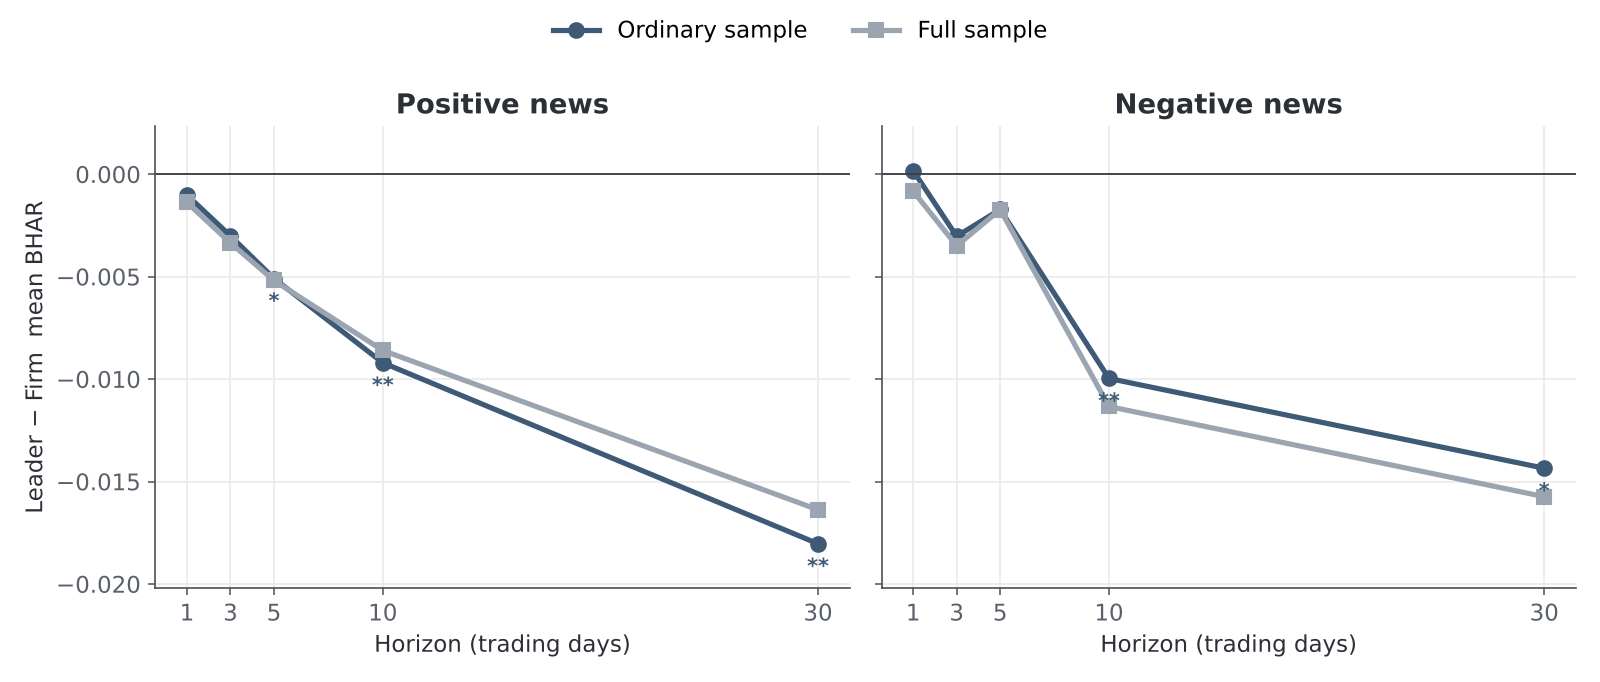 Ordinary sample Full sample
Positive news Negative news
0.000
−0.005
−0.010
−0.015
−0.020
Leader − Firm mean BHAR
*
**
**
**
*
1 3 5 10 30 1 3 5 10 30
Horizon (trading days) Horizon (trading days)